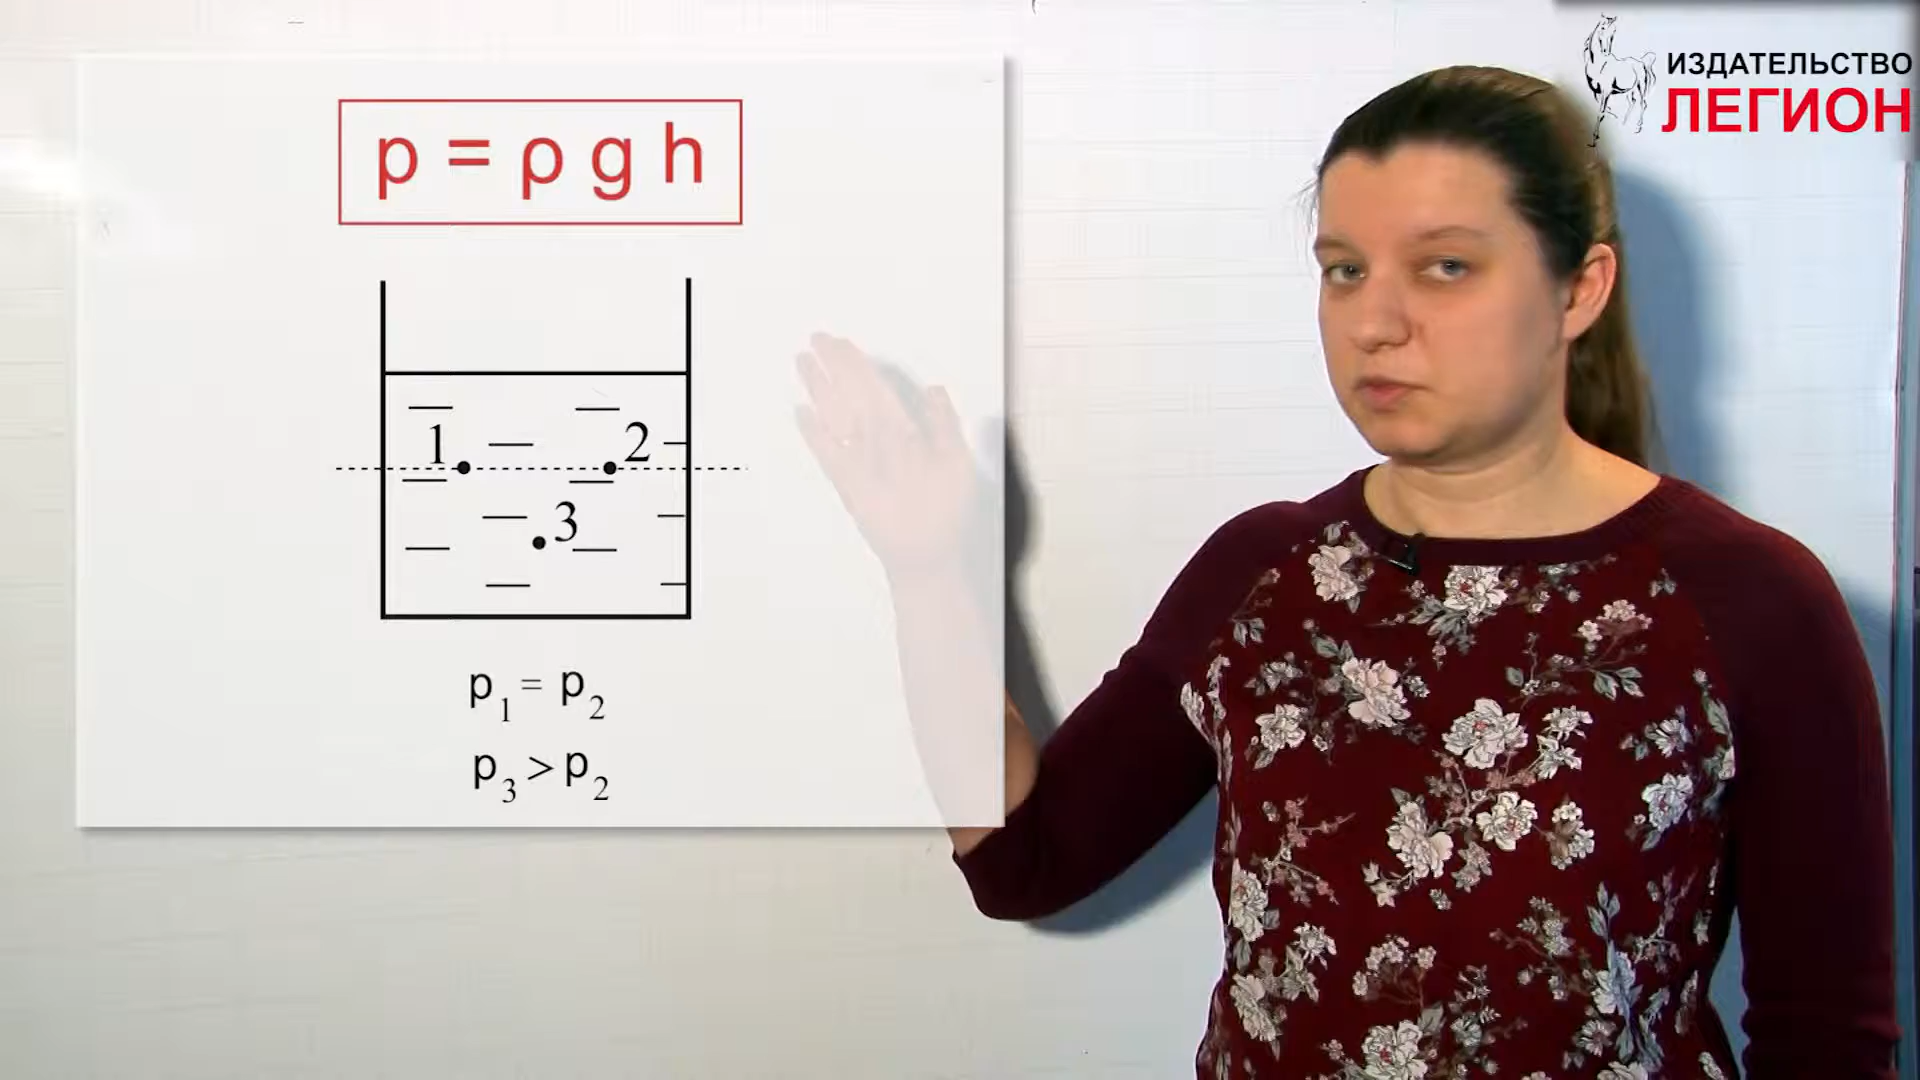 ИЗДАТЕЛЬСТВО
ЛЕГИОН
p = ρ g h
1
2
3
p₁ = p₂
p₃ > p₂